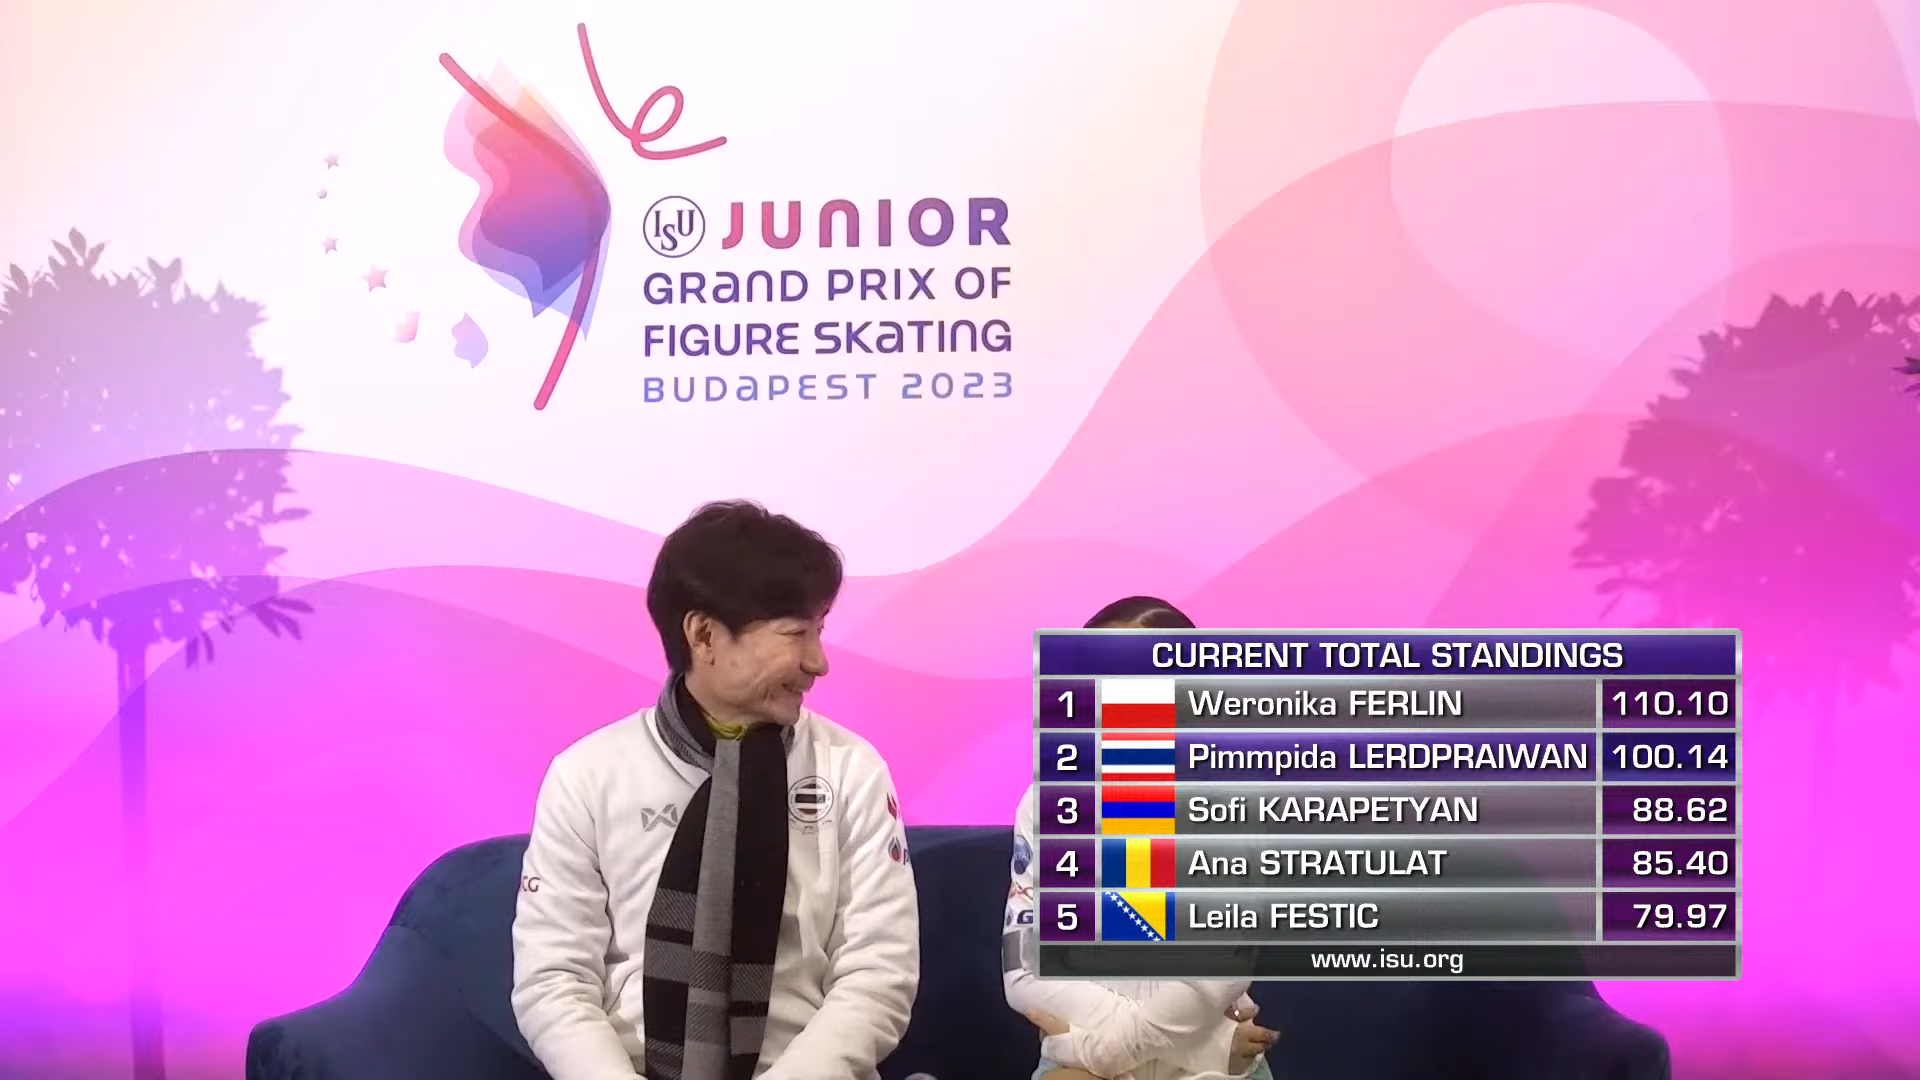 ISU JUNIOR
GRAND PRIX OF
FIGURE SKATING
BUDAPEST 2023
CURRENT TOTAL STANDINGS
1 Weronika FERLIN 110.10
2 Pimmpida LERDPRAIWAN 100.14
3 Sofi KARAPETYAN 88.62
4 Ana STRATULAT 85.40
5 Leila FESTIC 79.97
www.isu.org